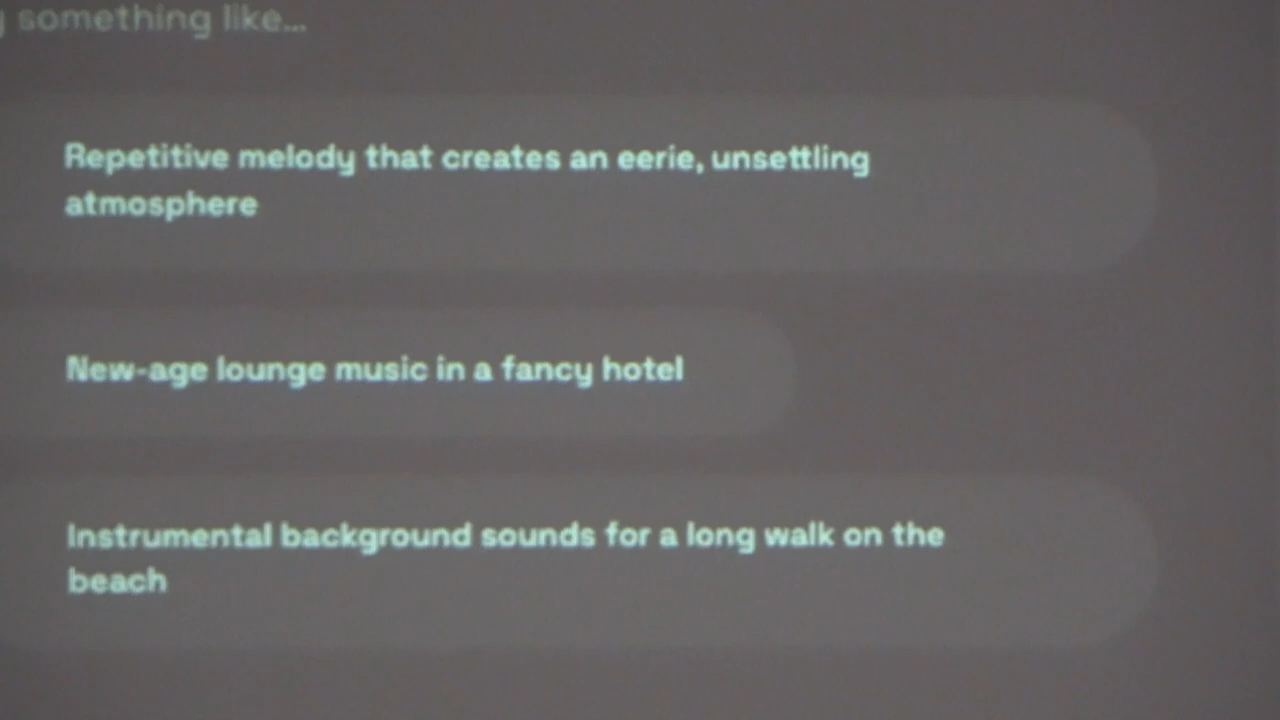 something like...
Repetitive melody that creates an eerie, unsettling
atmosphere
New-age lounge music in a fancy hotel
Instrumental background sounds for a long walk on the
beach